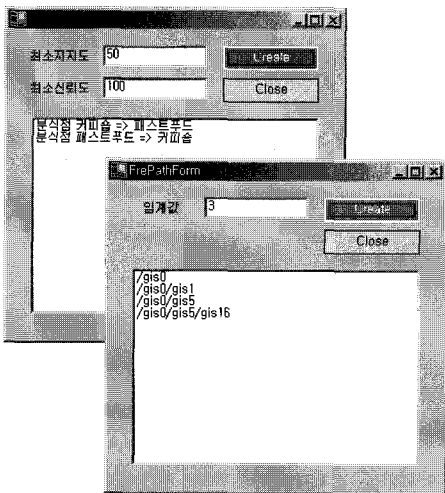 최소지지도 50
Create
최소신뢰도 100
Close
분식점 커피숍 => 패스트푸드
분식점 패스트푸드 => 커피숍
FrePathForm
임계값 3
Create
Close
/gis0
/gis0/gis1
/gis0/gis5
/gis0/gis5/gis16